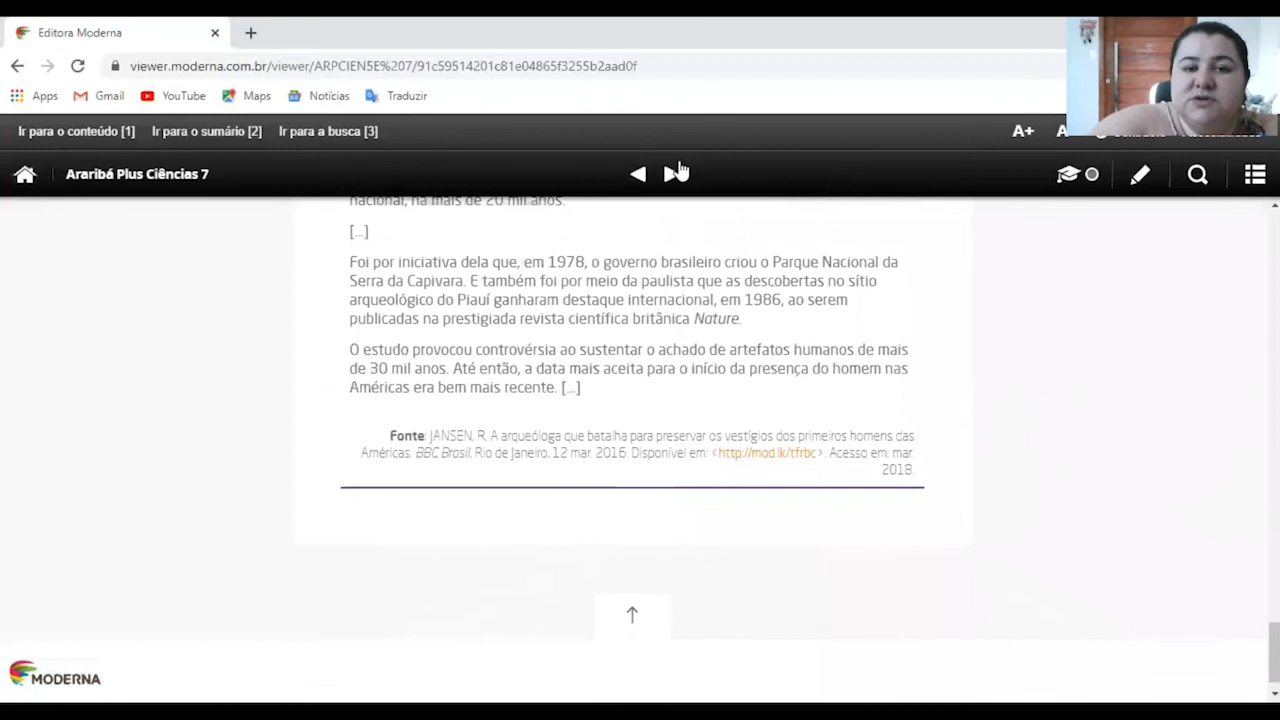 Editora Moderna
viewer.moderna.com.br/viewer/ARPCIEN5E%207/91c59514201c81e04865f3255b2aad0f
Apps Gmail YouTube Maps Notícias Traduzir
Ir para o conteúdo [1] Ir para o sumário [2] Ir para a busca [3] A+
Araribá Plus Ciências 7
nacional, há mais de 20 mil anos.
[...]
Foi por iniciativa dela que, em 1978, o governo brasileiro criou o Parque Nacional da
Serra da Capivara. E também foi por meio da paulista que as descobertas no sítio
arqueológico do Piauí ganharam destaque internacional, em 1986, ao serem
publicadas na prestigiada revista científica britânica Nature.
O estudo provocou controvérsia ao sustentar o achado de artefatos humanos de mais
de 30 mil anos. Até então, a data mais aceita para o início da presença do homem nas
Américas era bem mais recente. [...]
Fonte: JANSEN, R. A arqueóloga que batalha para preservar os vestígios dos primeiros homens das
Américas. BBC Brasil, Rio de Janeiro, 12 mar. 2016. Disponível em: <http://mod.lk/tfrbc>. Acesso em: mar.
2018.
MODERNA